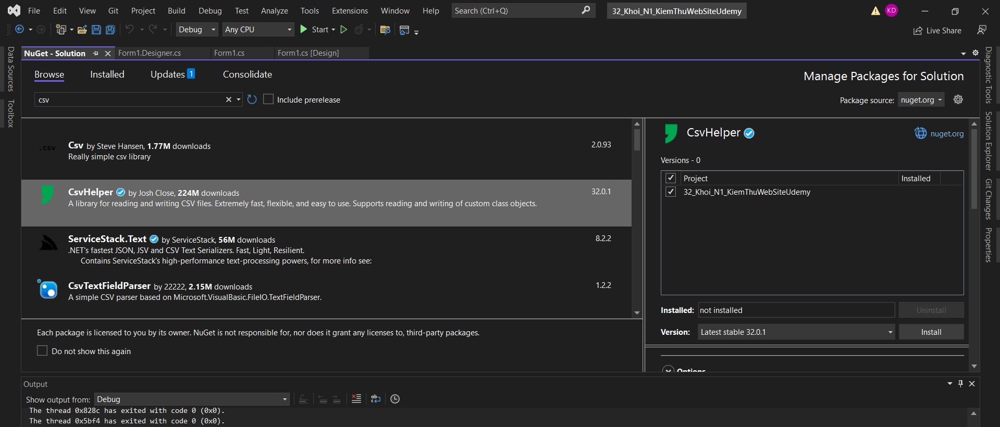 File Edit View Git Project Build Debug Test Analyze Tools Extensions Window Help Search (Ctrl+Q) 32_Khoi_N1_KiemThuWebSiteUdemy KD
Debug Any CPU Start Live Share
Data Sources
Toolbox
NuGet - Solution Form1.Designer.cs Form1.cs Form1.cs [Design]
Browse Installed Updates 1 Consolidate
Manage Packages for Solution
csv Include prerelease
Package source: nuget.org
.csv
Csv by Steve Hansen, 1.77M downloads 2.0.93
Really simple csv library
CsvHelper by Josh Close, 224M downloads 32.0.1
A library for reading and writing CSV files. Extremely fast, flexible, and easy to use. Supports reading and writing of custom class objects.
ServiceStack.Text by ServiceStack, 56M downloads 8.2.2
.NET's fastest JSON, JSV and CSV Text Serializers. Fast, Light, Resilient.
Contains ServiceStack's high-performance text-processing powers, for more info see:
CsvTextFieldParser by 22222, 2.15M downloads 1.2.2
A simple CSV parser based on Microsoft.VisualBasic.FileIO.TextFieldParser.
Each package is licensed to you by its owner. NuGet is not responsible for, nor does it grant any licenses to, third-party packages.
Do not show this again
CsvHelper nuget.org
Versions - 0
Project Installed
32_Khoi_N1_KiemThuWebSiteUdemy
Installed: not installed Uninstall
Version: Latest stable 32.0.1 Install
Options
Diagnostic Tools
Solution Explorer
Git Changes
Properties
Output
Show output from: Debug
The thread 0x828c has exited with code 0 (0x0).
The thread 0x5bf4 has exited with code 0 (0x0).